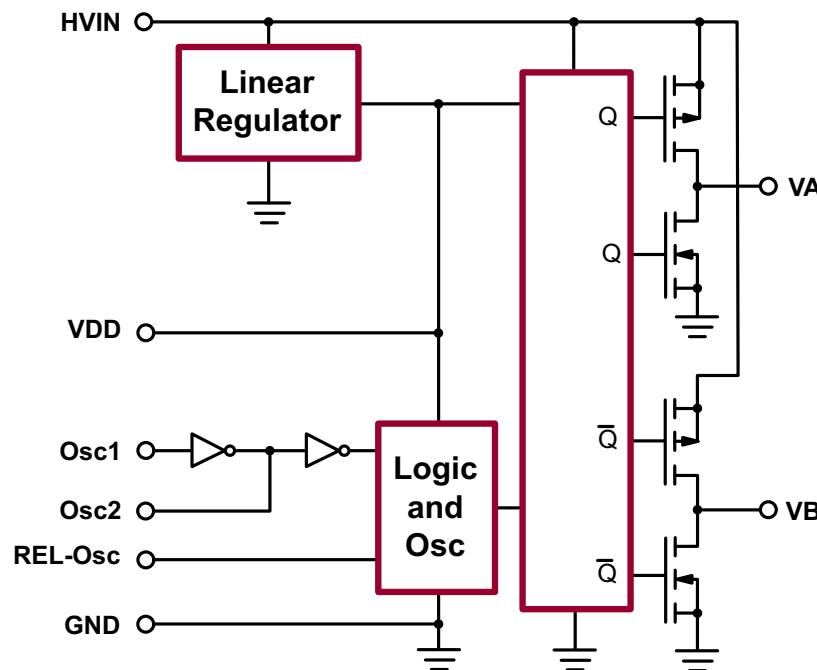 HVIN
Linear
Regulator
Q
VA
Q
VDD
Osc1
Q̅
Logic
and
Osc
Osc2
VB
REL-Osc
Q̅
GND